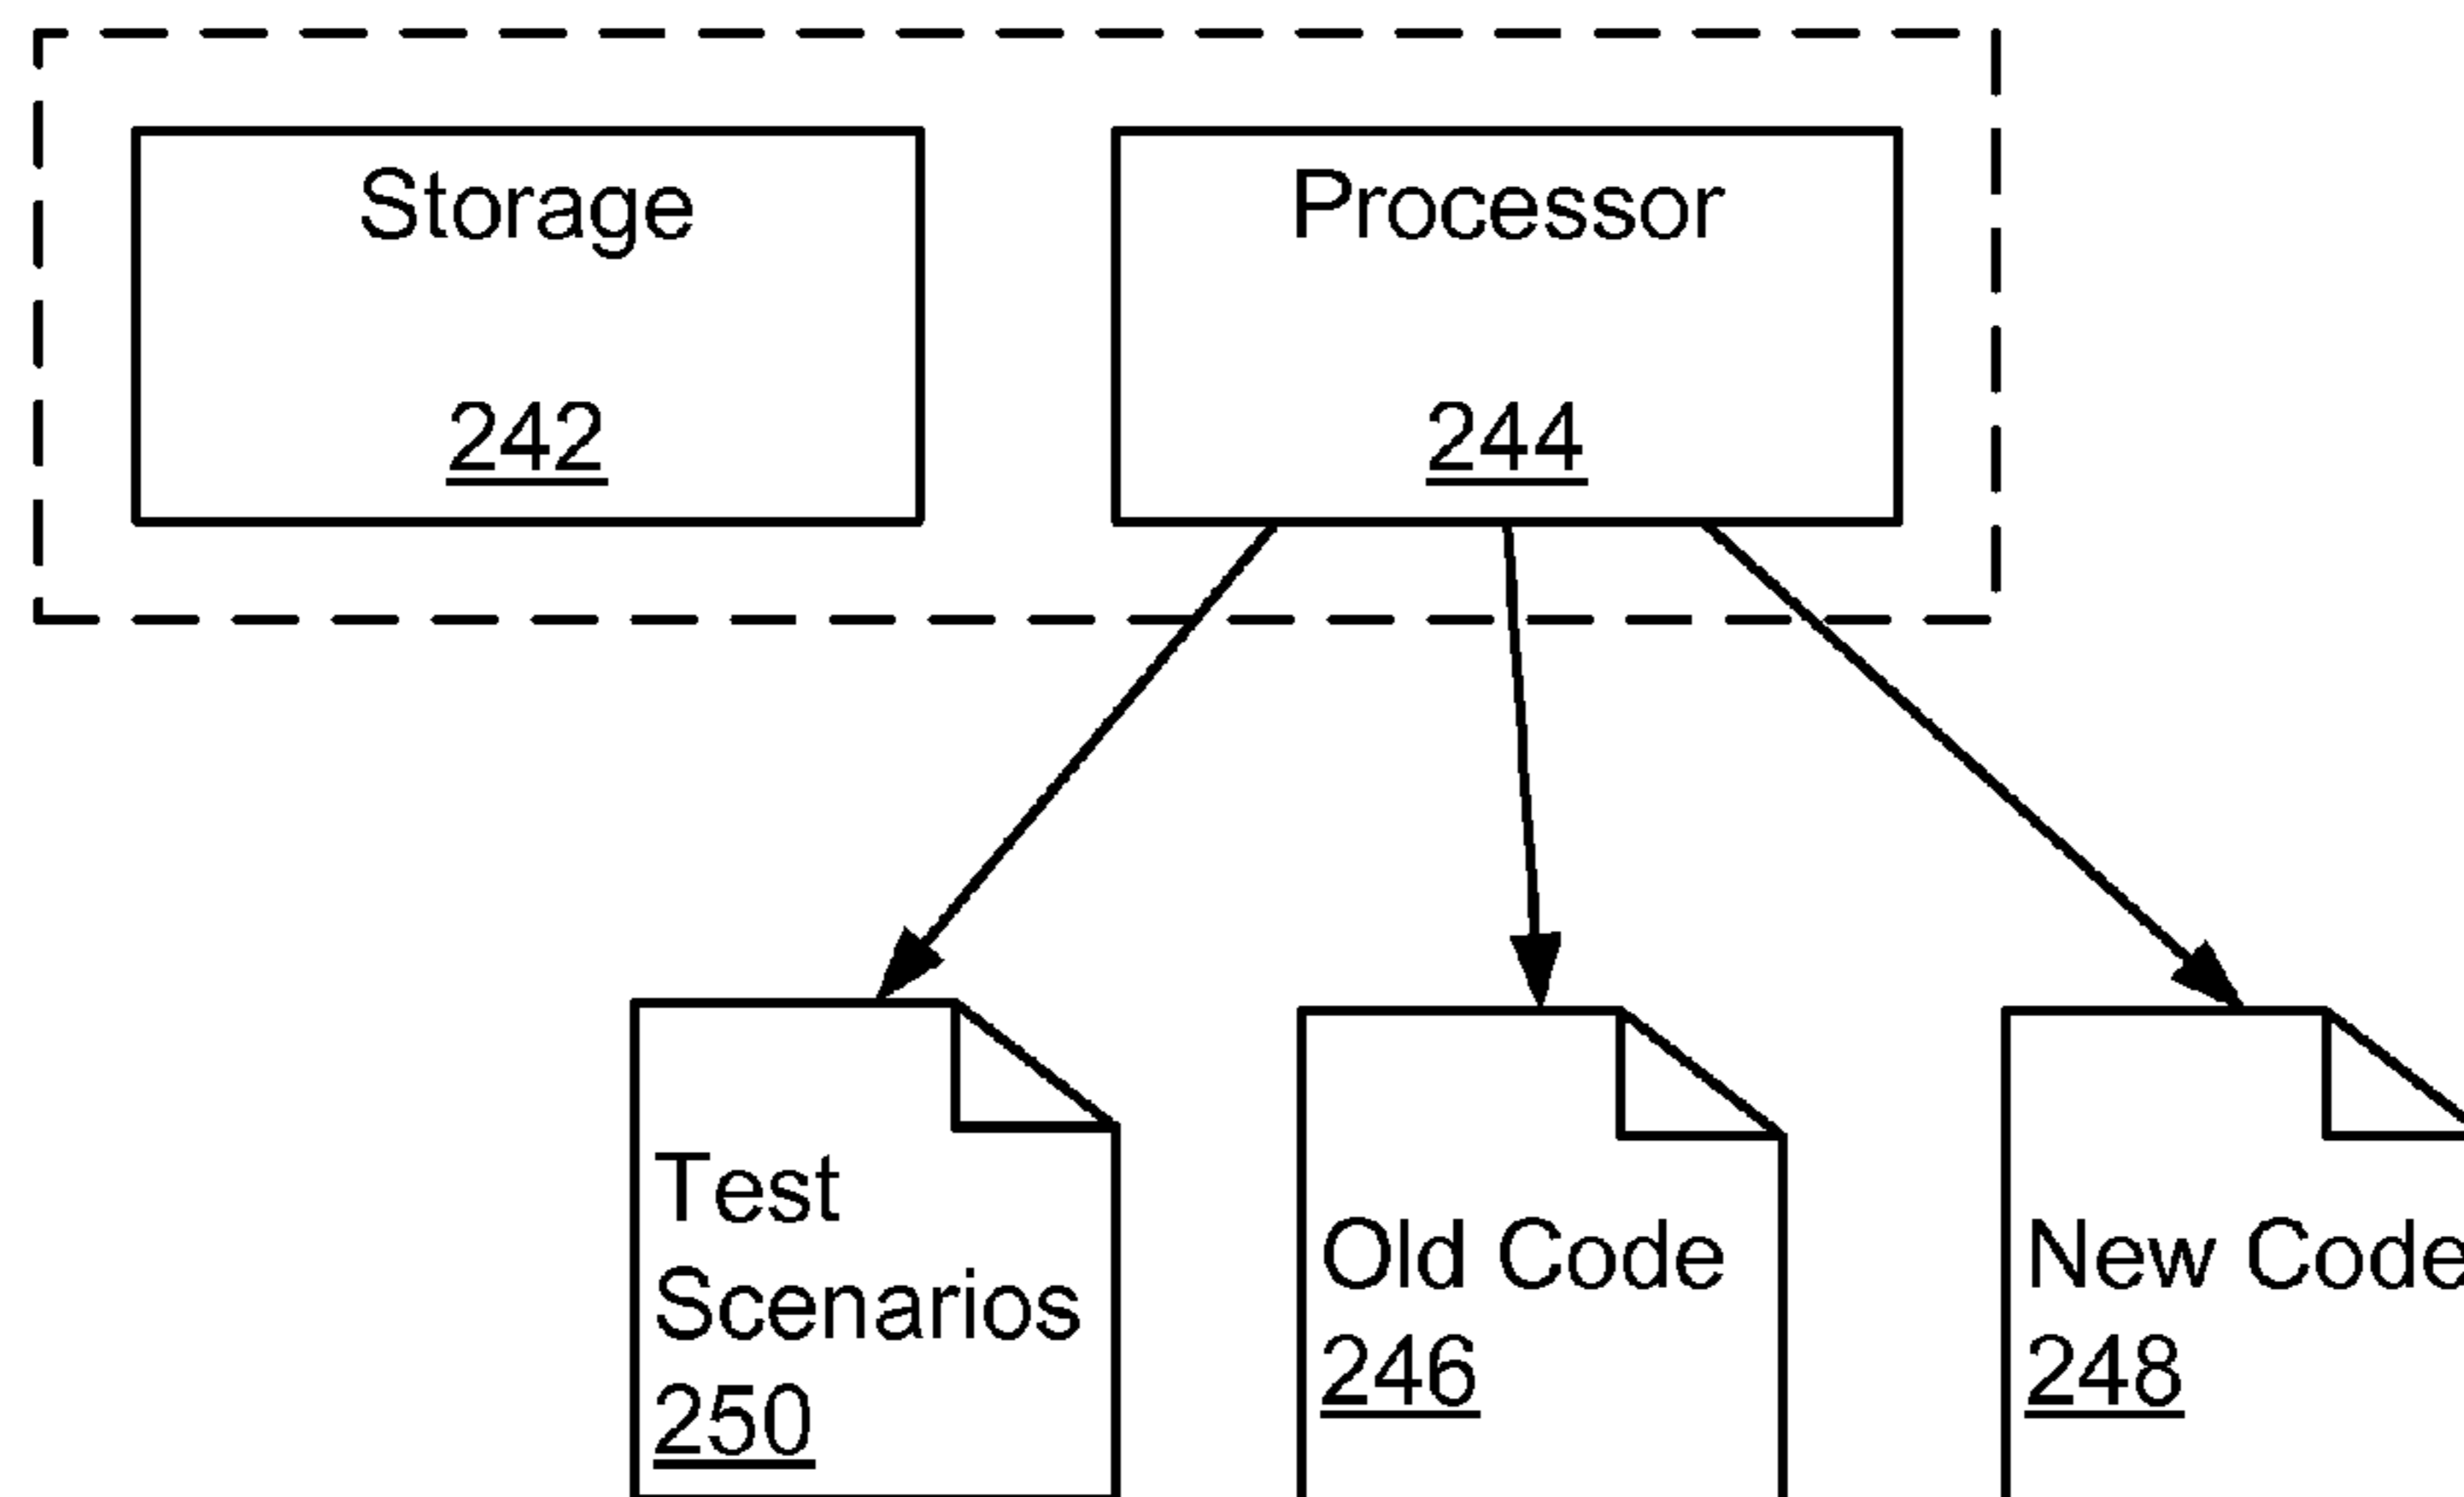 Storage
242
Processor
244
Test
Scenarios
250
Old Code
246
New Code
248